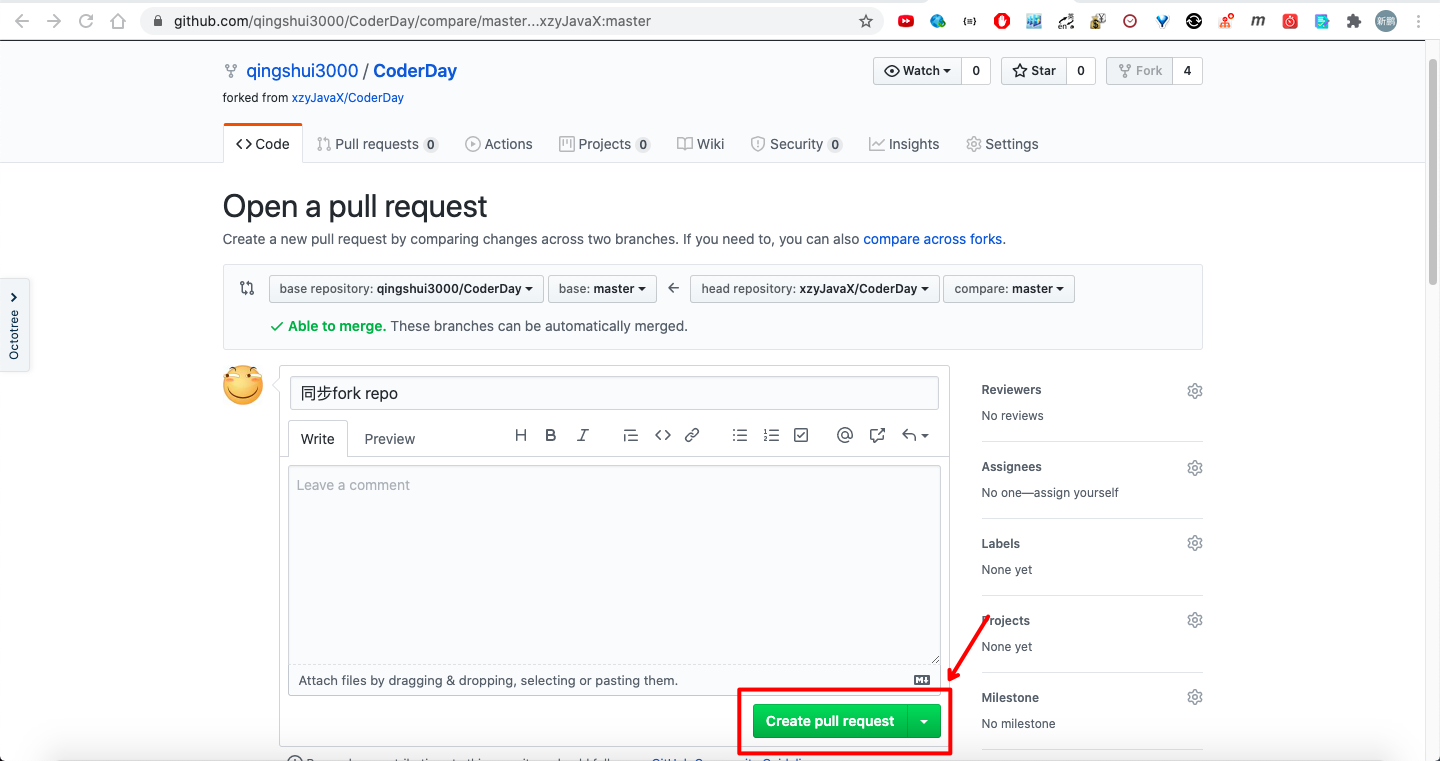 github.com/qingshui3000/CoderDay/compare/master...xzyJavaX:master
qingshui3000 / CoderDay
Watch 0 Star 0 Fork 4
forked from xzyJavaX/CoderDay
Code Pull requests 0 Actions Projects 0 Wiki Security 0 Insights Settings
Open a pull request
Create a new pull request by comparing changes across two branches. If you need to, you can also compare across forks.
base repository: qingshui3000/CoderDay base: master head repository: xzyJavaX/CoderDay compare: master
Able to merge. These branches can be automatically merged.
Octotree
同步fork repo
Write Preview
Leave a comment
Attach files by dragging & dropping, selecting or pasting them.
Create pull request
Reviewers
No reviews
Assignees
No one—assign yourself
Labels
None yet
Projects
None yet
Milestone
No milestone